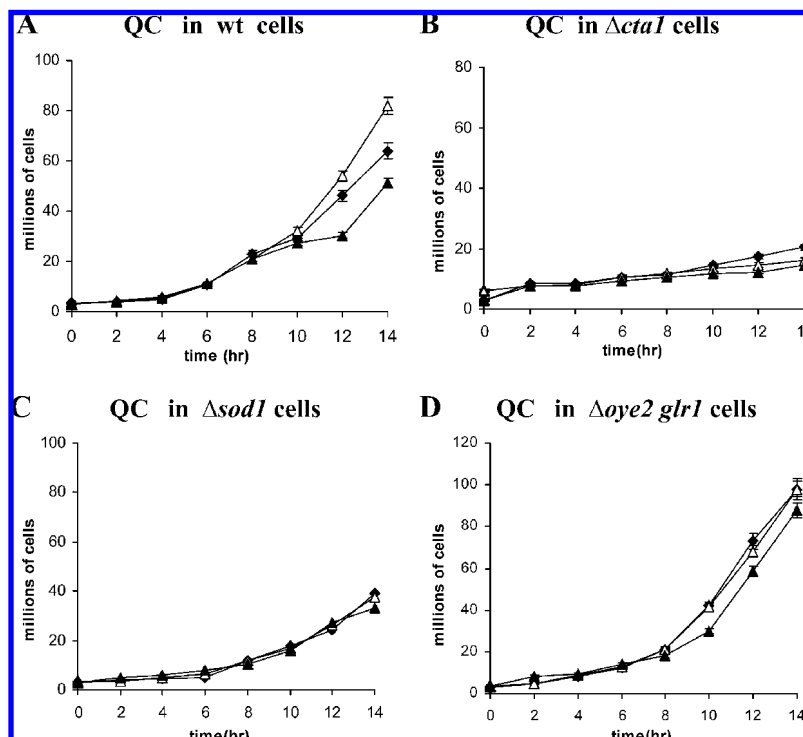 A QC in wt cells
B QC in Δcta1 cells
100
80
60
40
20
0
millions of cells
0 2 4 6 8 10 12 14
time (hr)
80
60
40
20
0
millions of cells
0 2 4 6 8 10 12
time(hr)
C QC in Δsod1 cells
D QC in Δoye2 glr1 cells
100
80
60
40
20
0
millions of cells
0 2 4 6 8 10 12 14
time(hr)
120
100
80
60
40
20
0
millions of cells
0 2 4 6 8 10 12 14
time(hr)